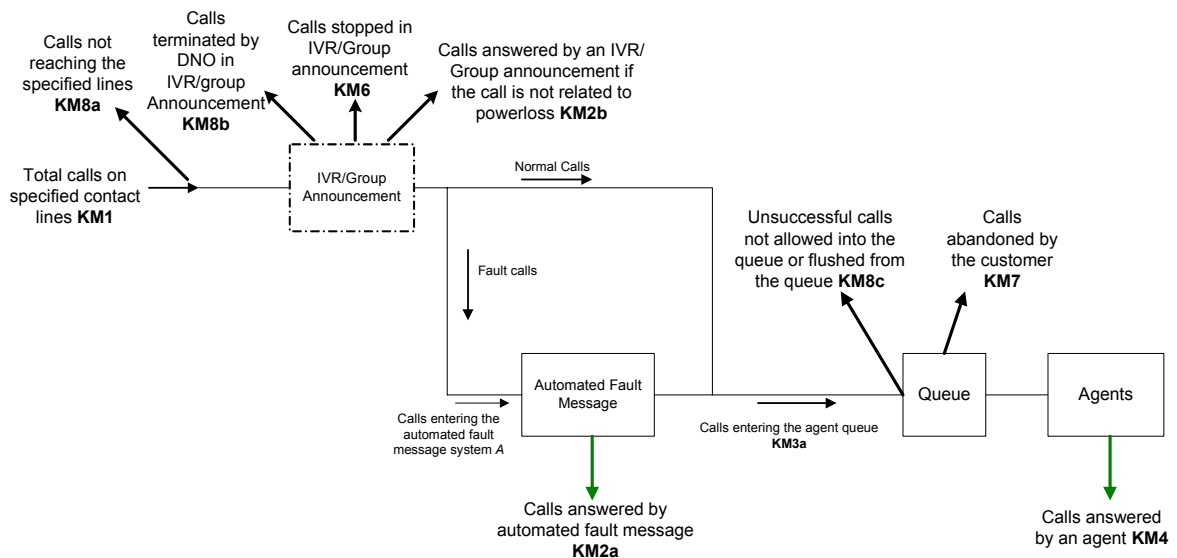 Calls not
reaching the
specified lines
KM8a
Calls
terminated by
DNO in
IVR/group
Announcement
KM8b
Calls stopped in
IVR/Group
announcement
KM6
Calls answered by an IVR/
Group announcement if
the call is not related to
powerloss KM2b
Total calls on
specified contact
lines KM1
IVR/Group
Announcement
Normal Calls
Fault calls
Unsuccessful calls
not allowed into the
queue or flushed from
the queue KM8c
Calls
abandoned by
the customer
KM7
Calls entering the
automated fault
message system A
Automated Fault
Message
Calls entering the agent queue
KM3a
Queue
Agents
Calls answered by
automated fault message
KM2a
Calls answered
by an agent KM4